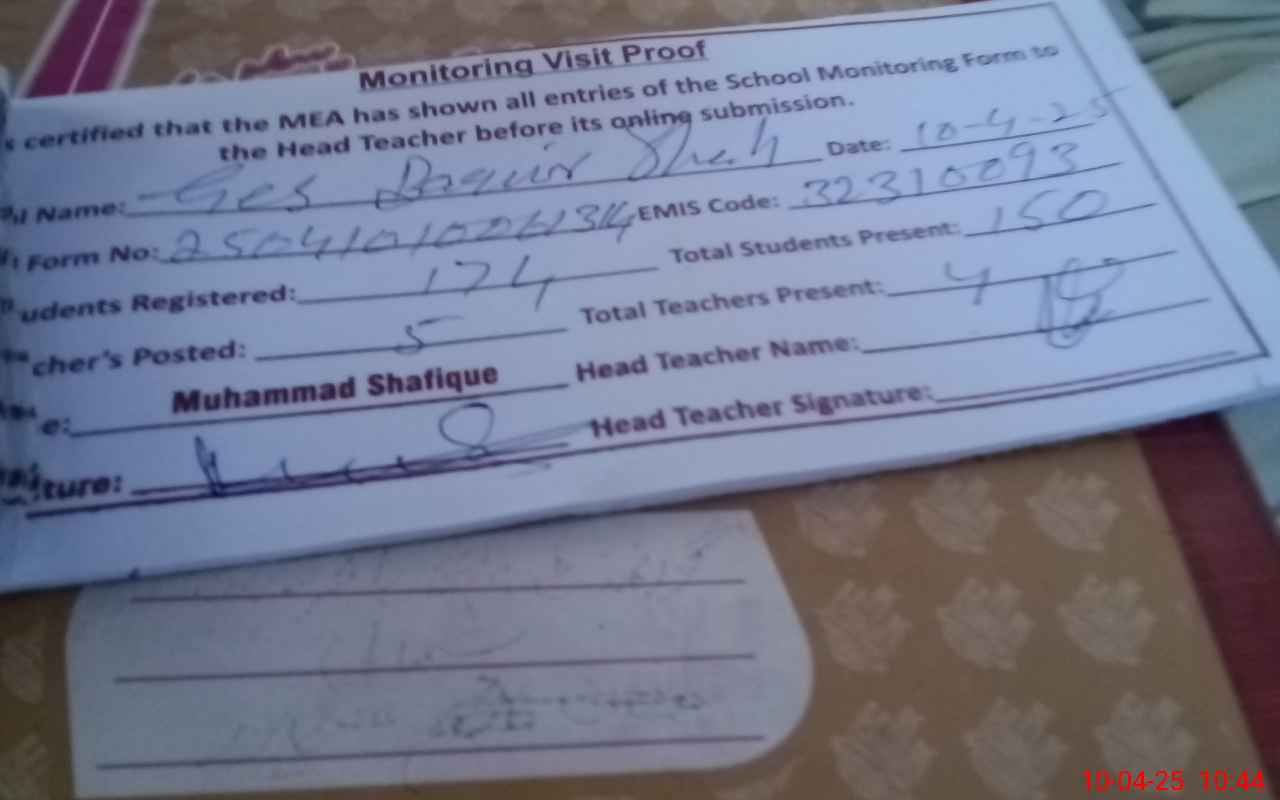 Monitoring Visit Proof
s certified that the MEA has shown all entries of the School Monitoring Form to
the Head Teacher before its online submission.
l Name: Ges Baquir Shah Date: 10-4-25
Form No: EMIS Code: 32310093
udents Registered: 174 Total Students Present: 150
cher's Posted: 5 Total Teachers Present: 4
e: Muhammad Shafique Head Teacher Name:
ture: Head Teacher Signature:
10-04-25 10:44